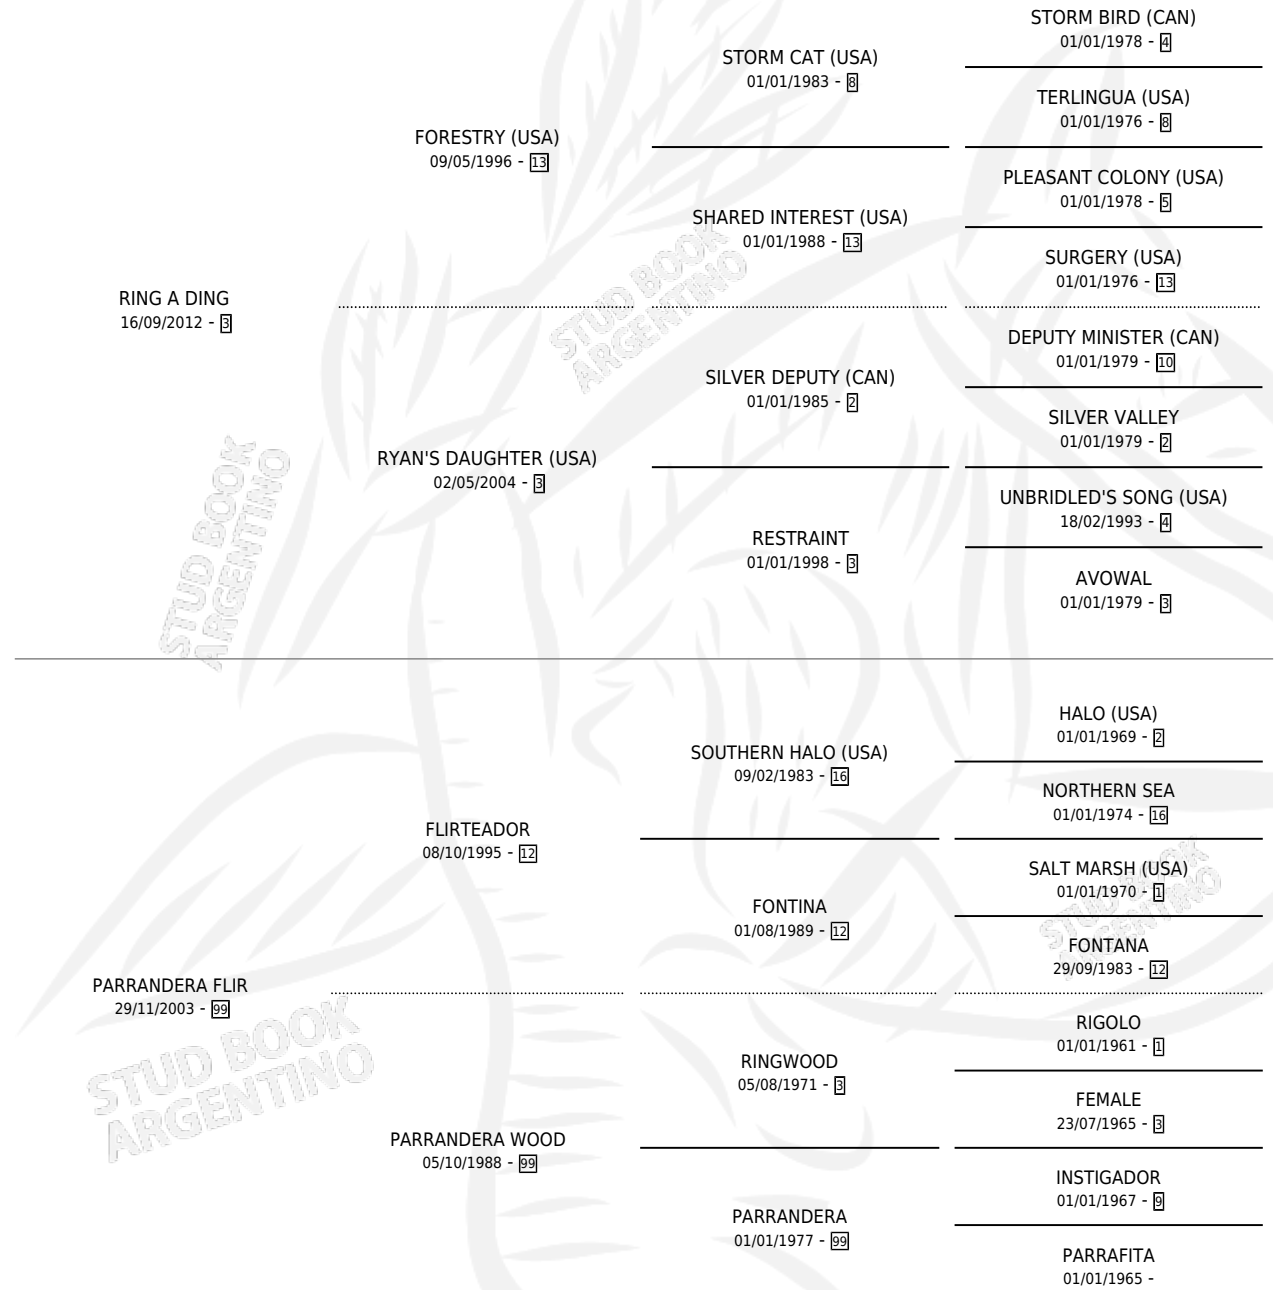 STORM BIRD (CAN)
01/01/1978 - 4
STORM CAT (USA)
01/01/1983 - 8
TERLINGUA (USA)
01/01/1976 - 8
FORESTRY (USA)
09/05/1996 - 13
PLEASANT COLONY (USA)
01/01/1978 - 5
SHARED INTEREST (USA)
01/01/1988 - 13
SURGERY (USA)
01/01/1976 - 13
RING A DING
16/09/2012 - 3
DEPUTY MINISTER (CAN)
01/01/1979 - 10
SILVER DEPUTY (CAN)
01/01/1985 - 2
SILVER VALLEY
01/01/1979 - 2
RYAN'S DAUGHTER (USA)
02/05/2004 - 3
UNBRIDLED'S SONG (USA)
18/02/1993 - 4
RESTRAINT
01/01/1998 - 3
AVOWAL
01/01/1979 - 3
STUD BOOK
ARGENTINO
STUD BOOK
ARGENTINO
HALO (USA)
01/01/1969 - 2
SOUTHERN HALO (USA)
09/02/1983 - 16
NORTHERN SEA
01/01/1974 - 16
FLIRTEADOR
08/10/1995 - 12
SALT MARSH (USA)
01/01/1970 - 1
FONTINA
01/08/1989 - 12
FONTANA
29/09/1983 - 12
PARRANDERA FLIR
29/11/2003 - 99
RIGOLO
01/01/1961 - 1
RINGWOOD
05/08/1971 - 3
FEMALE
23/07/1965 - 3
PARRANDERA WOOD
05/10/1988 - 99
INSTIGADOR
01/01/1967 - 9
PARRANDERA
01/01/1977 - 99
PARRAFITA
01/01/1965 -
STUD BOOK
ARGENTINO
STUD BOOK
ARGENTINO